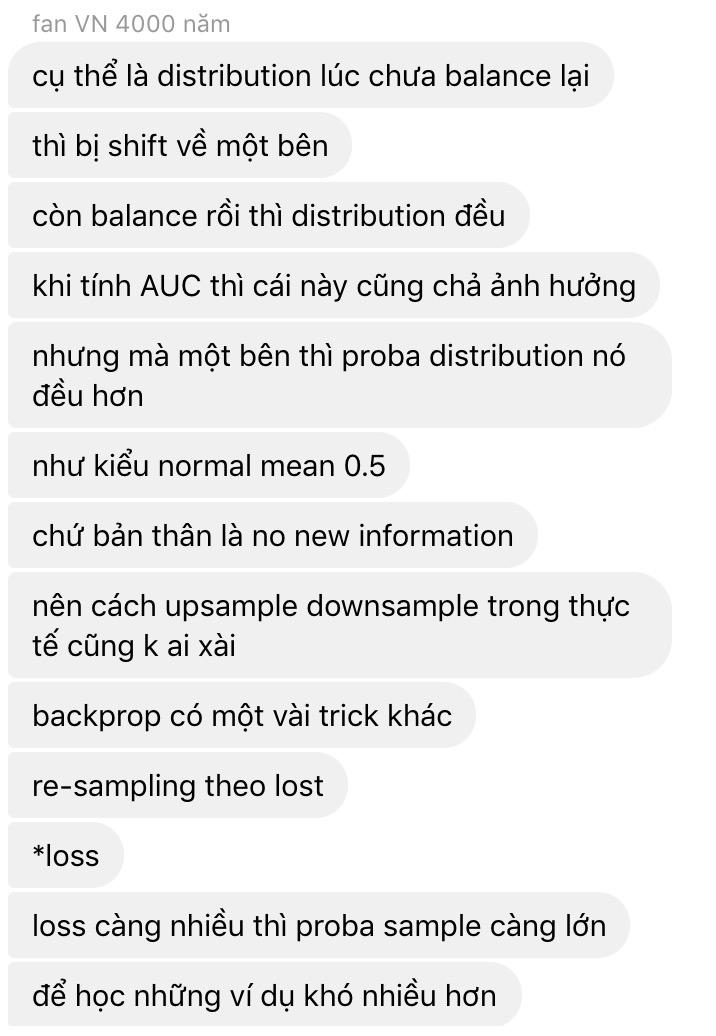 fan VN 4000 năm
cụ thể là distribution lúc chưa balance lại
thì bị shift về một bên
còn balance rồi thì distribution đều
khi tính AUC thì cái này cũng chả ảnh hưởng
nhưng mà một bên thì proba distribution nó
đều hơn
như kiểu normal mean 0.5
chứ bản thân là no new information
nên cách upsample downsample trong thực
tế cũng k ai xài
backprop có một vài trick khác
re-sampling theo lost
*loss
loss càng nhiều thì proba sample càng lớn
để học những ví dụ khó nhiều hơn